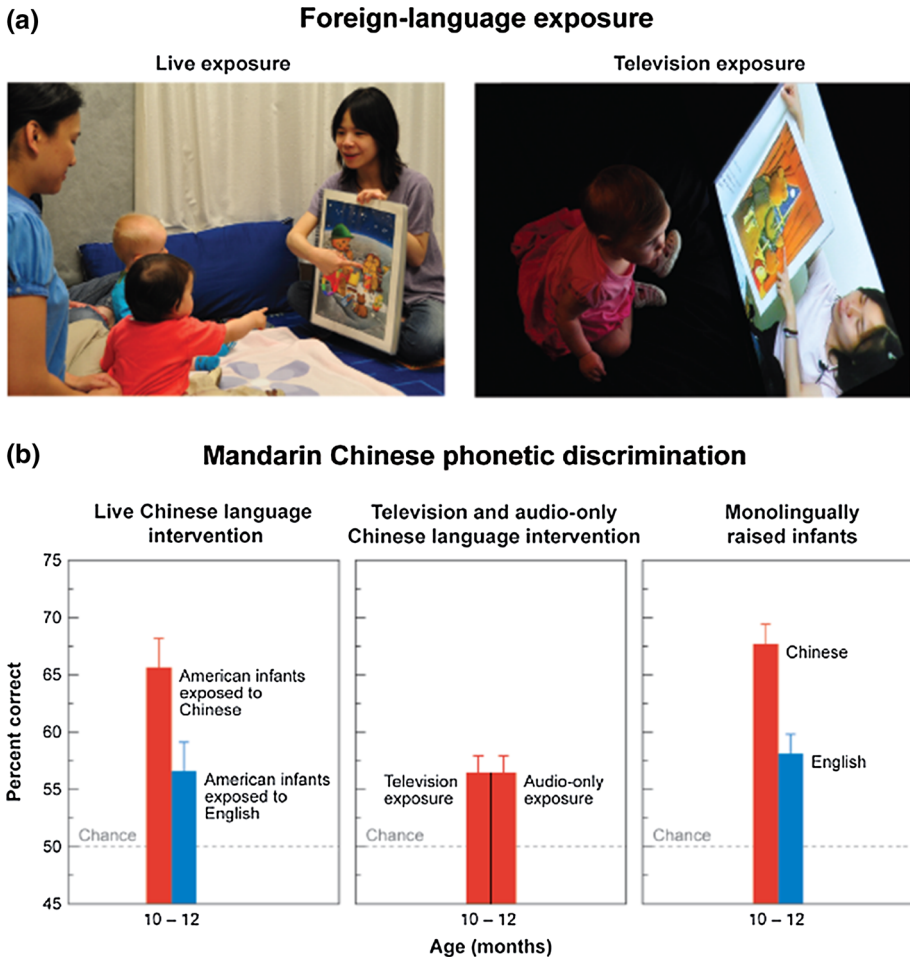 (a)
Foreign-language exposure
Live exposure
Television exposure
(b)
Mandarin Chinese phonetic discrimination
Live Chinese language
intervention
Television and audio-only
Chinese language intervention
Monolingually
raised infants
Percent correct
75
70
65
60
55
50
45
American infants
exposed to
Chinese
American infants
exposed to
English
Chance
10 – 12
Television
exposure
Audio-only
exposure
Chance
10 – 12
Chinese
English
Chance
10 – 12
Age (months)